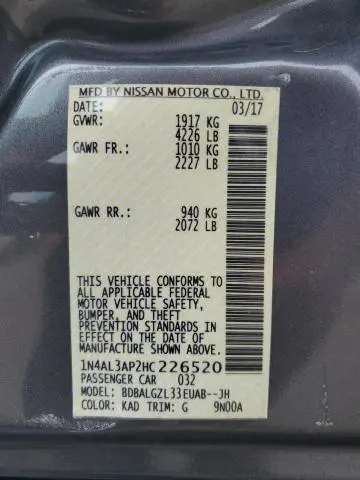 MFD BY NISSAN MOTOR CO., LTD.
DATE: 03/17
GVWR: 1917 KG
4226 LB
GAWR FR: 1010 KG
2227 LB
GAWR RR: 940 KG
2072 LB
THIS VEHICLE CONFORMS TO
ALL APPLICABLE FEDERAL
MOTOR VEHICLE SAFETY,
BUMPER, AND THEFT
PREVENTION STANDARDS IN
EFFECT ON THE DATE OF
MANUFACTURE SHOWN ABOVE.
1N4AL3AP2HC226520
PASSENGER CAR 032
MODEL: BDBALGZL33EUAB--JH
COLOR: KAD TRIM: G 9N00A